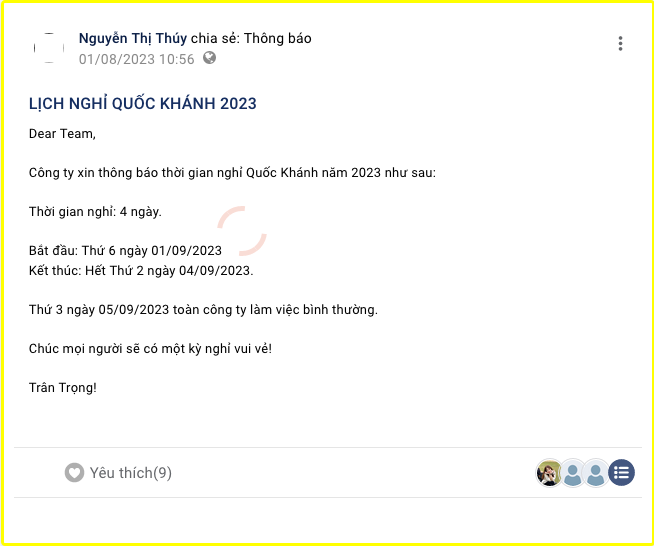 Nguyễn Thị Thúy chia sẻ: Thông báo
01/08/2023 10:56
LỊCH NGHỈ QUỐC KHÁNH 2023
Dear Team,
Công ty xin thông báo thời gian nghỉ Quốc Khánh năm 2023 như sau:
Thời gian nghỉ: 4 ngày.
Bắt đầu: Thứ 6 ngày 01/09/2023
Kết thúc: Hết Thứ 2 ngày 04/09/2023.
Thứ 3 ngày 05/09/2023 toàn công ty làm việc bình thường.
Chúc mọi người sẽ có một kỳ nghỉ vui vẻ!
Trân Trọng!
Yêu thích(9)